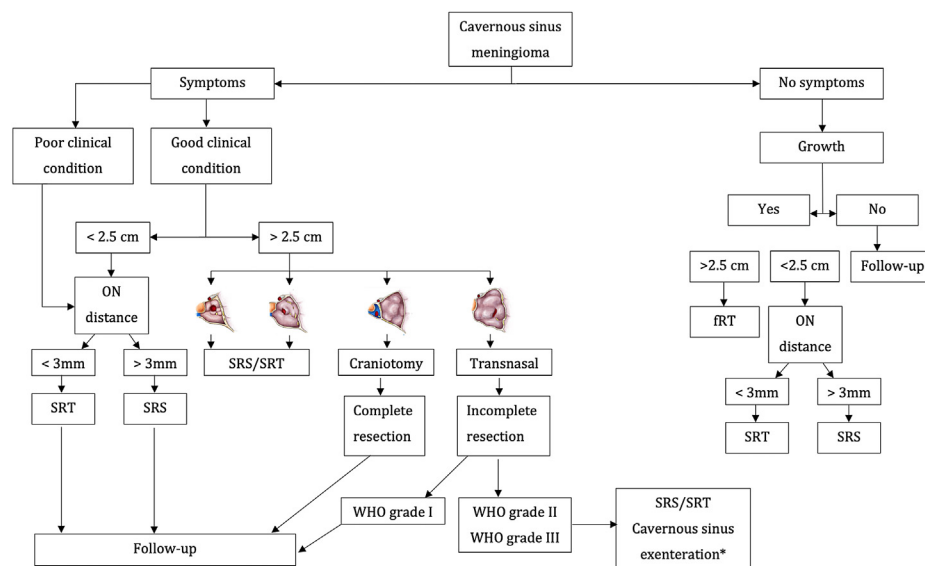 Cavernous sinus
meningioma
Symptoms
No symptoms
Poor clinical
condition
Good clinical
condition
Growth
Yes
No
< 2.5 cm
> 2.5 cm
>2.5 cm
<2.5 cm
Follow-up
ON
distance
fRT
ON
distance
< 3mm
> 3mm
SRS/SRT
Craniotomy
Transnasal
< 3mm
> 3mm
SRT
SRS
Complete
resection
Incomplete
resection
SRT
SRS
WHO grade I
WHO grade II
WHO grade III
SRS/SRT
Cavernous sinus
exenteration*
Follow-up